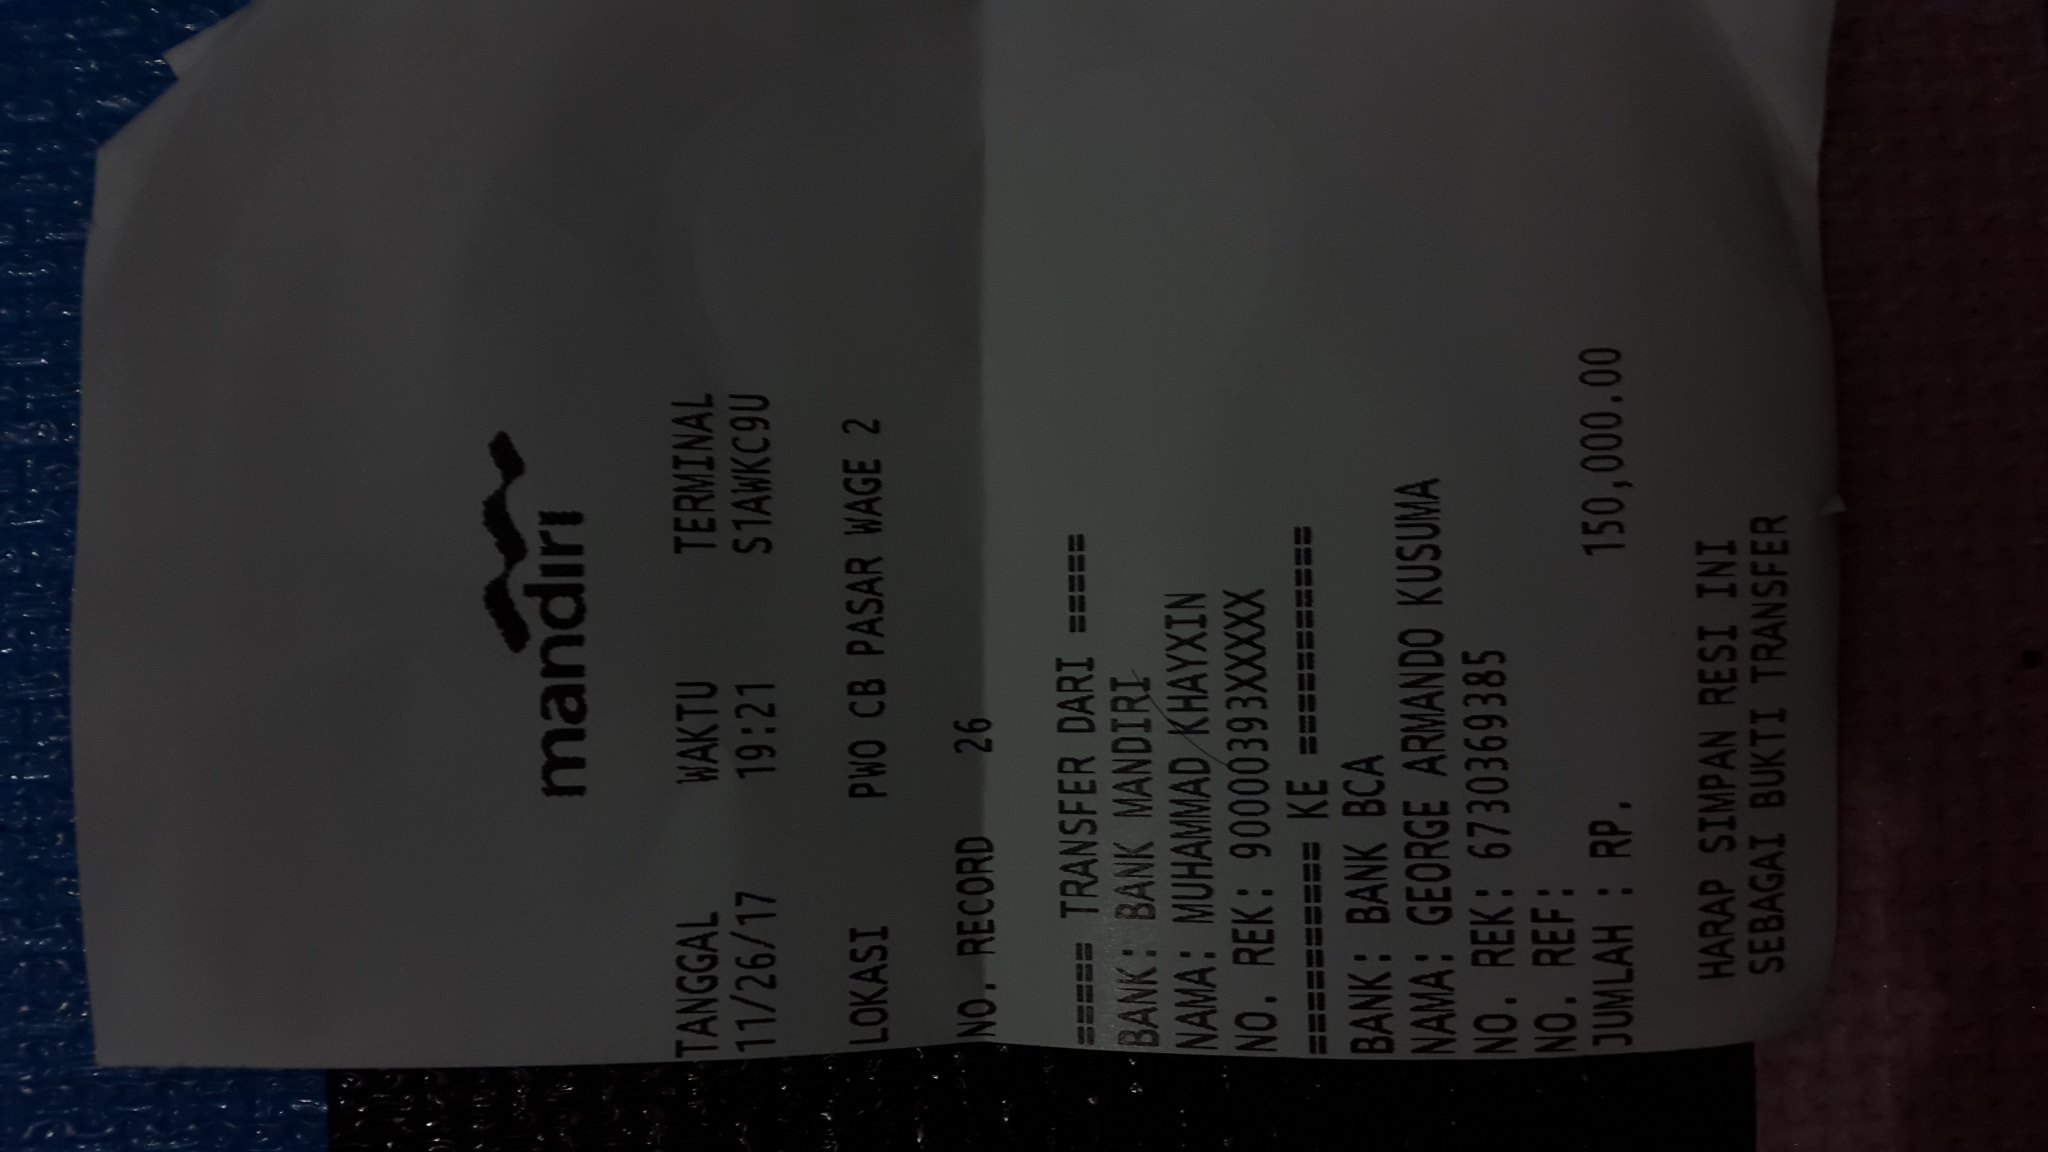 mandiri
TANGGAL WAKTU TERMINAL
11/26/17 19:21 S1AWKC9U
LOKASI PWO CB PASAR WAGE 2
NO. RECORD 26
===== TRANSFER DARI =====
BANK: BANK MANDIRI
NAMA: MUHAMMAD KHAYXIN
NO. REK: 90000393XXXXX
========== KE ===========
BANK: BANK BCA
NAMA: GEORGE ARMANDO KUSUMA
NO. REK: 6730369385
NO. REF:
JUMLAH : RP. 150,000.00
HARAP SIMPAN RESI INI
SEBAGAI BUKTI TRANSFER